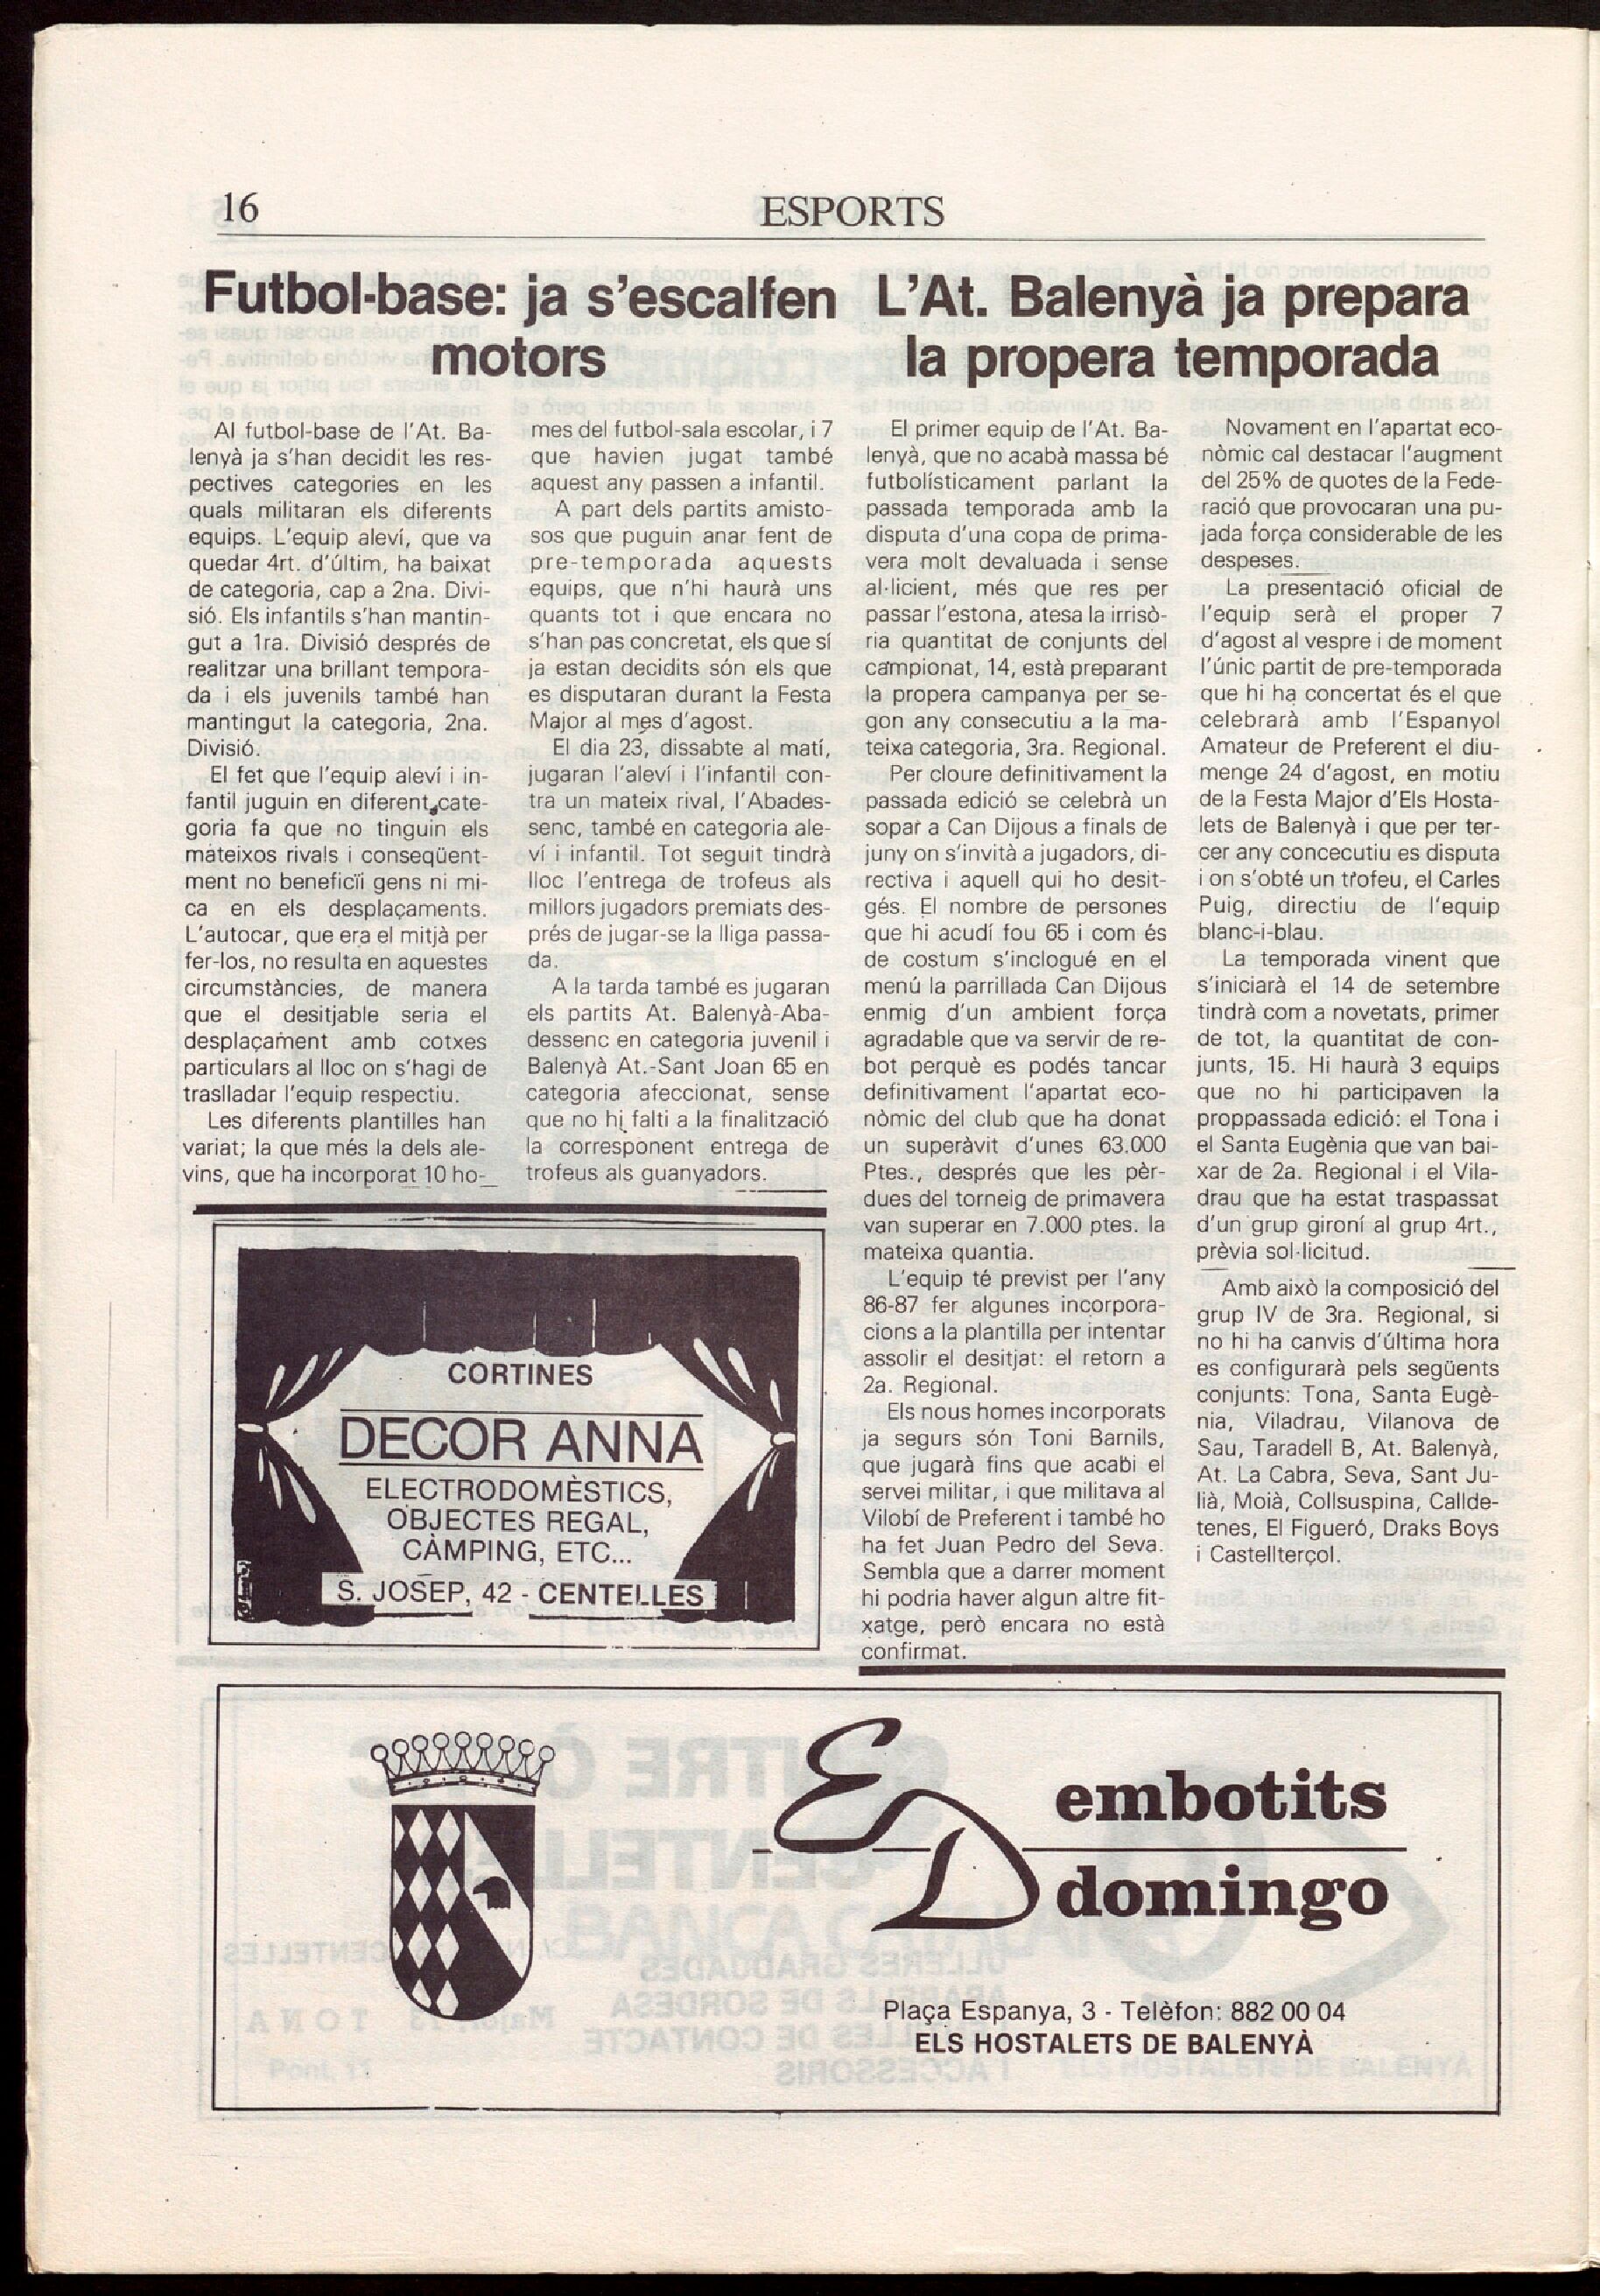 16
ESPORTS
Futbol-base: ja s'escalfen
motors
Al futbol-base de l'At. Ba-
lenyà ja s'han decidit les res-
pectives categories en les
quals militaran els diferents
equips. L'equip aleví, que va
quedar 4rt. d'últim, ha baixat
de categoria, cap a 2na. Divi-
sió. Els infantils s'han mantin-
gut a 1ra. Divisió després de
realitzar una brillant tempora-
da i els juvenils també han
mantingut la categoria, 2na.
Divisió.
El fet que l'equip aleví i in-
fantil juguin en diferent cate-
goria fa que no tinguin els
mateixos rivals i conseqüent-
ment no beneficïi gens ni mi-
ca en els desplaçaments.
L'autocar, que era el mitjà per
fer-los, no resulta en aquestes
circumstàncies, de manera
que el desitjable seria el
desplaçament amb cotxes
particulars al lloc on s'hagi de
traslladar l'equip respectiu.
Les diferents plantilles han
variat; la que més la dels ale-
vins, que ha incorporat 10 ho-
mes del futbol-sala escolar, i 7
que havien jugat també
aquest any passen a infantil.
A part dels partits amisto-
sos que puguin anar fent de
pre-temporada aquests
equips, que n'hi haurà uns
quants tot i que encara no
s'han pas concretat, els que sí
ja estan decidits són els que
es disputaran durant la Festa
Major al mes d'agost.
El dia 23, dissabte al matí,
jugaran l'aleví i l'infantil con-
tra un mateix rival, l'Abades-
senc, també en categoria ale-
ví i infantil. Tot seguit tindrà
lloc l'entrega de trofeus als
millors jugadors premiats des-
prés de jugar-se la lliga passa-
da.
A la tarda també es jugaran
els partits At. Balenyà-Aba-
dessenc en categoria juvenil i
Balenyà At.-Sant Joan 65 en
categoria afeccionat, sense
que no hi falti a la finalització
la corresponent entrega de
trofeus als guanyadors.
L'At. Balenyà ja prepara
la propera temporada
El primer equip de l'At. Ba-
lenyà, que no acabà massa bé
futbolísticament parlant la
passada temporada amb la
disputa d'una copa de prima-
vera molt devaluada i sense
al·licient, més que res per
passar l'estona, atesa la irrisò-
ria quantitat de conjunts del
campionat, 14, està preparant
la propera campanya per se-
gon any consecutiu a la ma-
teixa categoria, 3ra. Regional.
Per cloure definitivament la
passada edició se celebrà un
sopar a Can Dijous a finals de
juny on s'invità a jugadors, di-
rectiva i aquell qui ho desit-
gés. El nombre de persones
que hi acudí fou 65 i com és
de costum s'inclogué en el
menú la parrillada Can Dijous
enmig d'un ambient força
agradable que va servir de re-
bot perquè es podés tancar
definitivament l'apartat eco-
nòmic del club que ha donat
un superàvit d'unes 63.000
Ptes., després que les pèr-
dues del torneig de primavera
van superar en 7.000 ptes. la
mateixa quantia.
L'equip té previst per l'any
86-87 fer algunes incorpora-
cions a la plantilla per intentar
assolir el desitjat: el retorn a
2a. Regional.
Els nous homes incorporats
ja segurs són Toni Barnils,
que jugarà fins que acabi el
servei militar, i que militava al
Vilobí de Preferent i també ho
ha fet Juan Pedro del Seva.
Sembla que a darrer moment
hi podria haver algun altre fit-
xatge, però encara no està
confirmat.
Novament en l'apartat eco-
nòmic cal destacar l'augment
del 25% de quotes de la Fede-
ració que provocaran una pu-
jada força considerable de les
despeses.
La presentació oficial de
l'equip serà el proper 7
d'agost al vespre i de moment
l'únic partit de pre-temporada
que hi ha concertat és el que
celebrarà amb l'Espanyol
Amateur de Preferent el diu-
menge 24 d'agost, en motiu
de la Festa Major d'Els Hosta-
lets de Balenyà i que per ter-
cer any concecutiu es disputa
i on s'obté un trofeu, el Carles
Puig, directiu de l'equip
blanc-i-blau.
La temporada vinent que
s'iniciarà el 14 de setembre
tindrà com a novetats, primer
de tot, la quantitat de con-
junts, 15. Hi haurà 3 equips
que no hi participaven la
proppassada edició: el Tona i
el Santa Eugènia que van bai-
xar de 2a. Regional i el Vila-
drau que ha estat traspassat
d'un grup gironí al grup 4rt.,
prèvia sol·licitud.
Amb això la composició del
grup IV de 3ra. Regional, si
no hi ha canvis d'última hora
es configurarà pels següents
conjunts: Tona, Santa Eugè-
nia, Viladrau, Vilanova de
Sau, Taradell B, At. Balenyà,
At. La Cabra, Seva, Sant Ju-
lià, Moià, Collsuspina, Callde-
tenes, El Figueró, Draks Boys
i Castellterçol.
CORTINES
DECOR ANNA
ELECTRODOMÈSTICS,
OBJECTES REGAL,
CÀMPING, ETC...
S. JOSEP, 42 - CENTELLES
ED
embotits
domingo
Plaça Espanya, 3 - Telèfon: 882 00 04
ELS HOSTALETS DE BALENYÀ